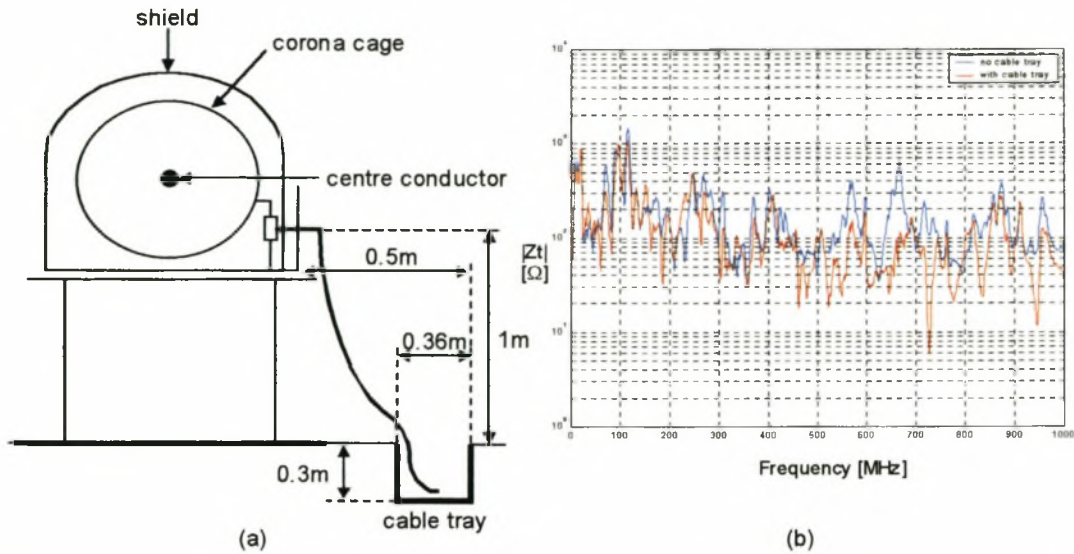 shield
corona cage
centre conductor
0.5m
1m
0.36m
0.3m
cable tray
(a)
no cable tray
with cable tray
|Zt|
[Ω]
0 100 200 300 400 500 600 700 800 900 1000
Frequency [MHz]
(b)